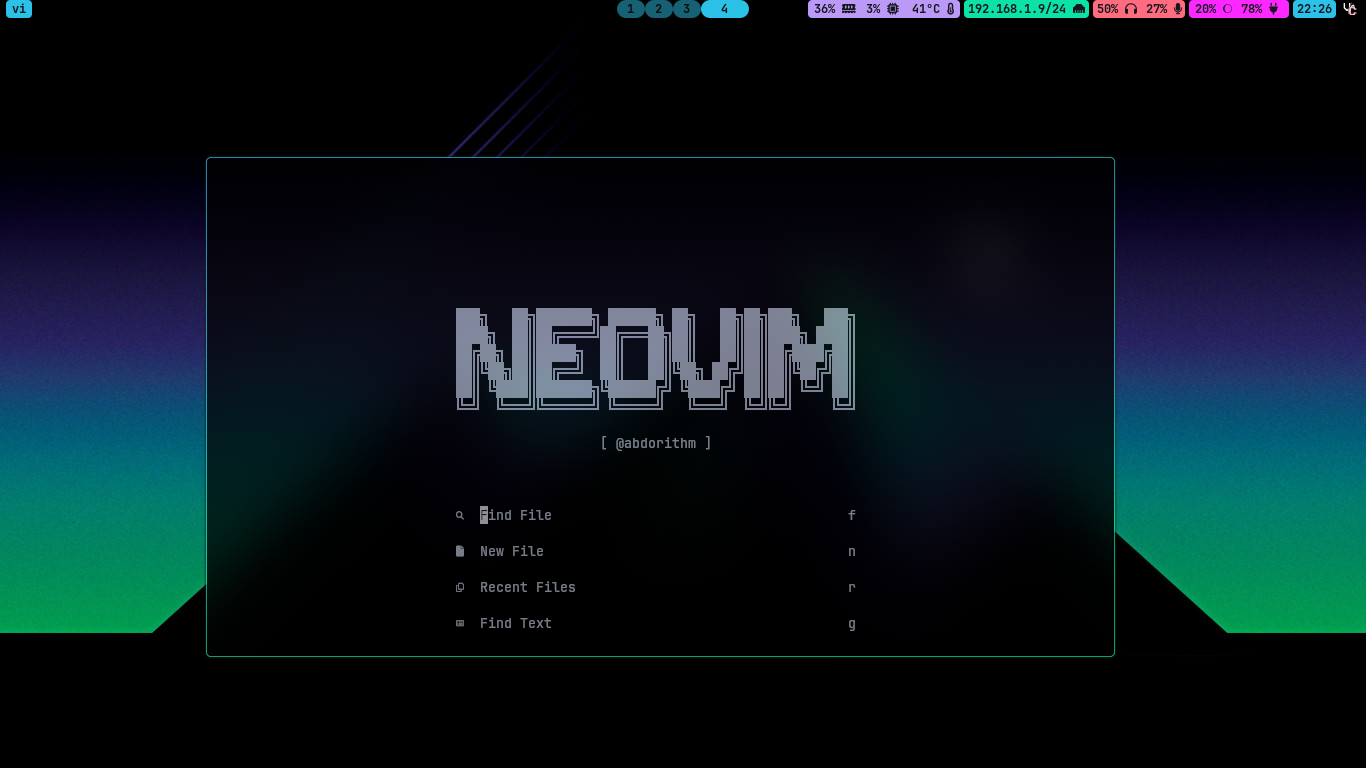 vi 1 2 3 4 36% 3% 41°C 192.168.1.9/24 50% 27% 20% 78% 22:26
NEOVIM
[ @abdorithm ]
Find File f
New File n
Recent Files r
Find Text g